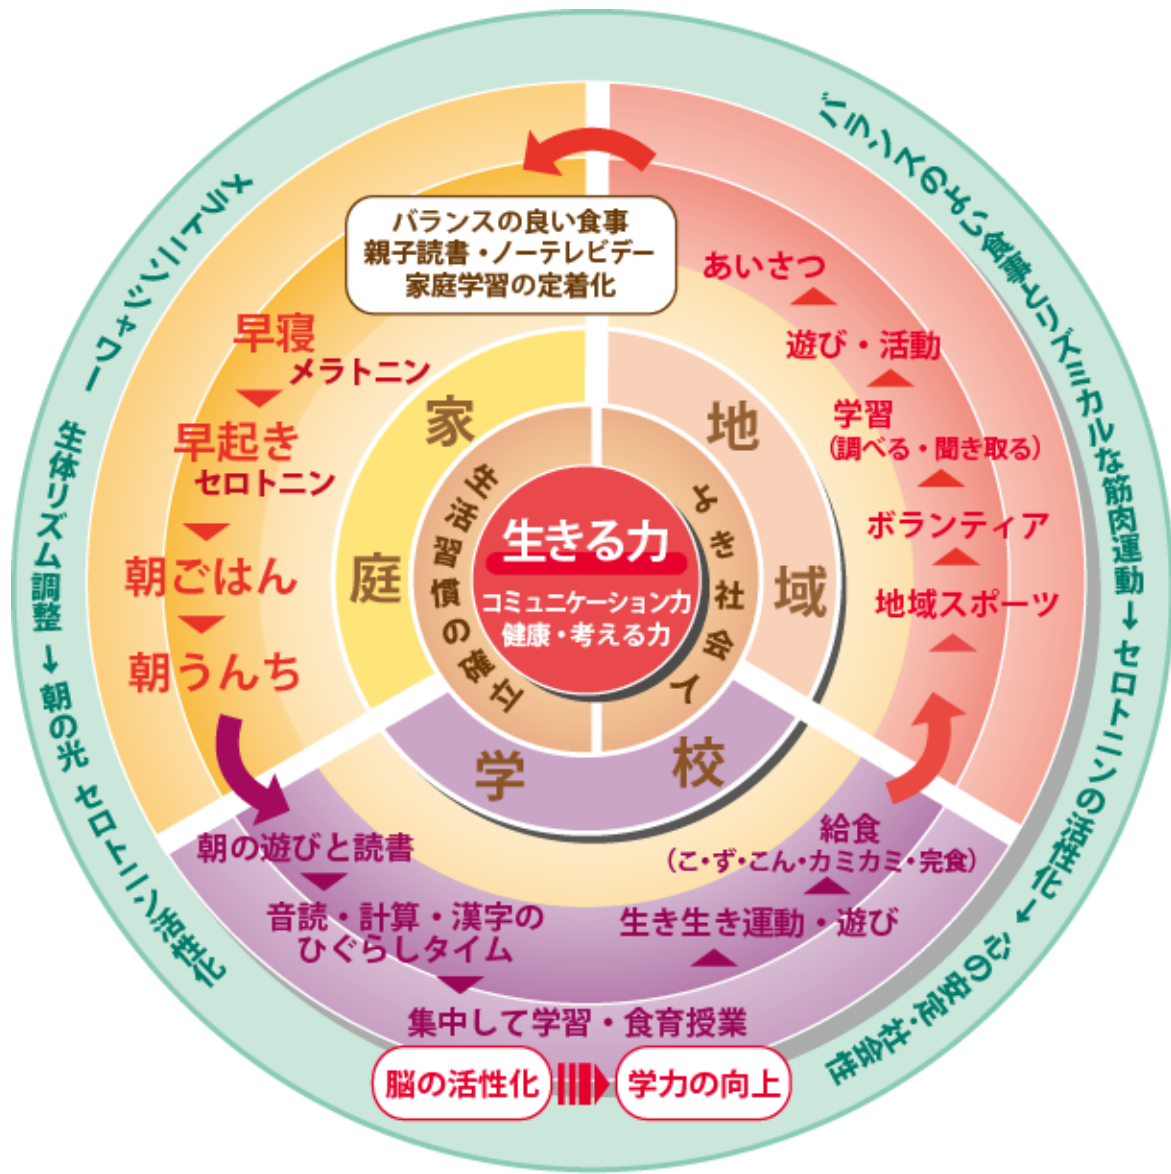 メラトニンシャワー 生体リズム調整→朝の光 セロトニン活性化
バランスのよい食事とリズミカルな筋肉運動→セロトニンの活性化→心の安定・社会性
バランスの良い食事
親子読書・ノーテレビデー
家庭学習の定着化
早寝
メラトニン
早起き
セロトニン
朝ごはん
朝うんち
家庭
地域
学校
生活習慣の確立
よき社会人
生きる力
コミュニケーション力
健康・考える力
あいさつ
遊び・活動
学習
(調べる・聞き取る)
ボランティア
地域スポーツ
朝の遊びと読書
音読・計算・漢字の
ひぐらしタイム
集中して学習・食育授業
生き生き運動・遊び
給食
(こ・ず・こん・カミカミ・完食)
脳の活性化
学力の向上